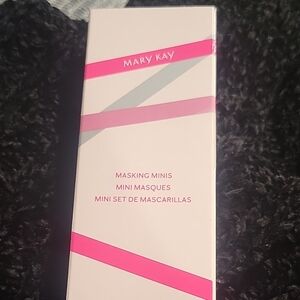 MARY KAY
MASKING MINIS
MINI MASQUES
MINI SET DE MASCARILLAS